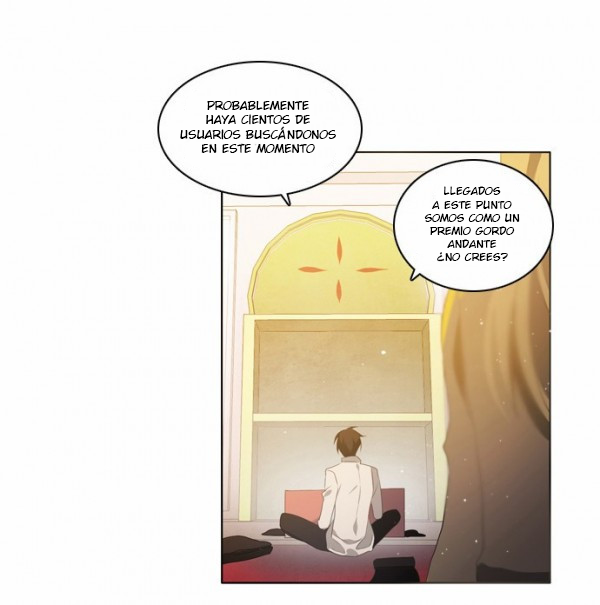 PROBABLEMENTE
HAYA CIENTOS DE
USUARIOS BUSCÁNDONOS
EN ESTE MOMENTO
LLEGADOS
A ESTE PUNTO
SOMOS COMO UN
PREMIO GORDO
ANDANTE
¿NO CREES?